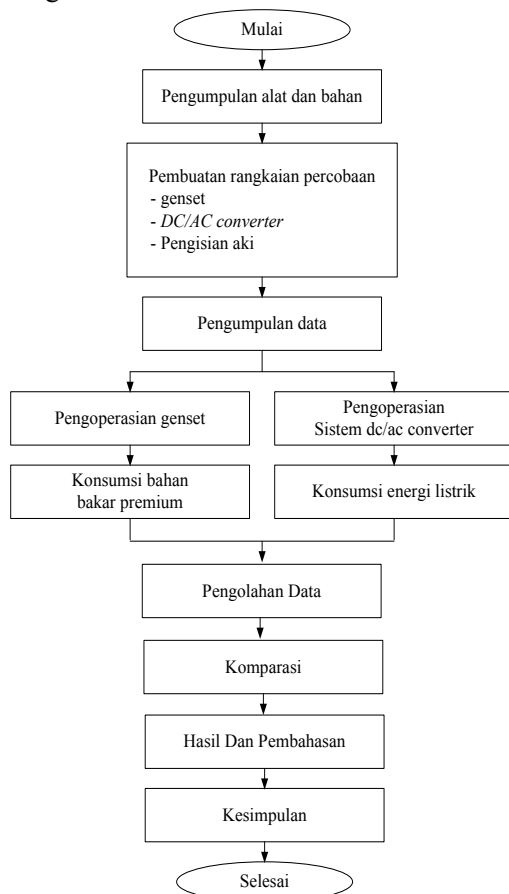 Mulai
Pengumpulan alat dan bahan
Pembuatan rangkaian percobaan
- genset
- DC/AC converter
- Pengisian aki
Pengumpulan data
Pengoperasian genset
Pengoperasian
Sistem dc/ac converter
Konsumsi bahan
bakar premium
Konsumsi energi listrik
Pengolahan Data
Komparasi
Hasil Dan Pembahasan
Kesimpulan
Selesai